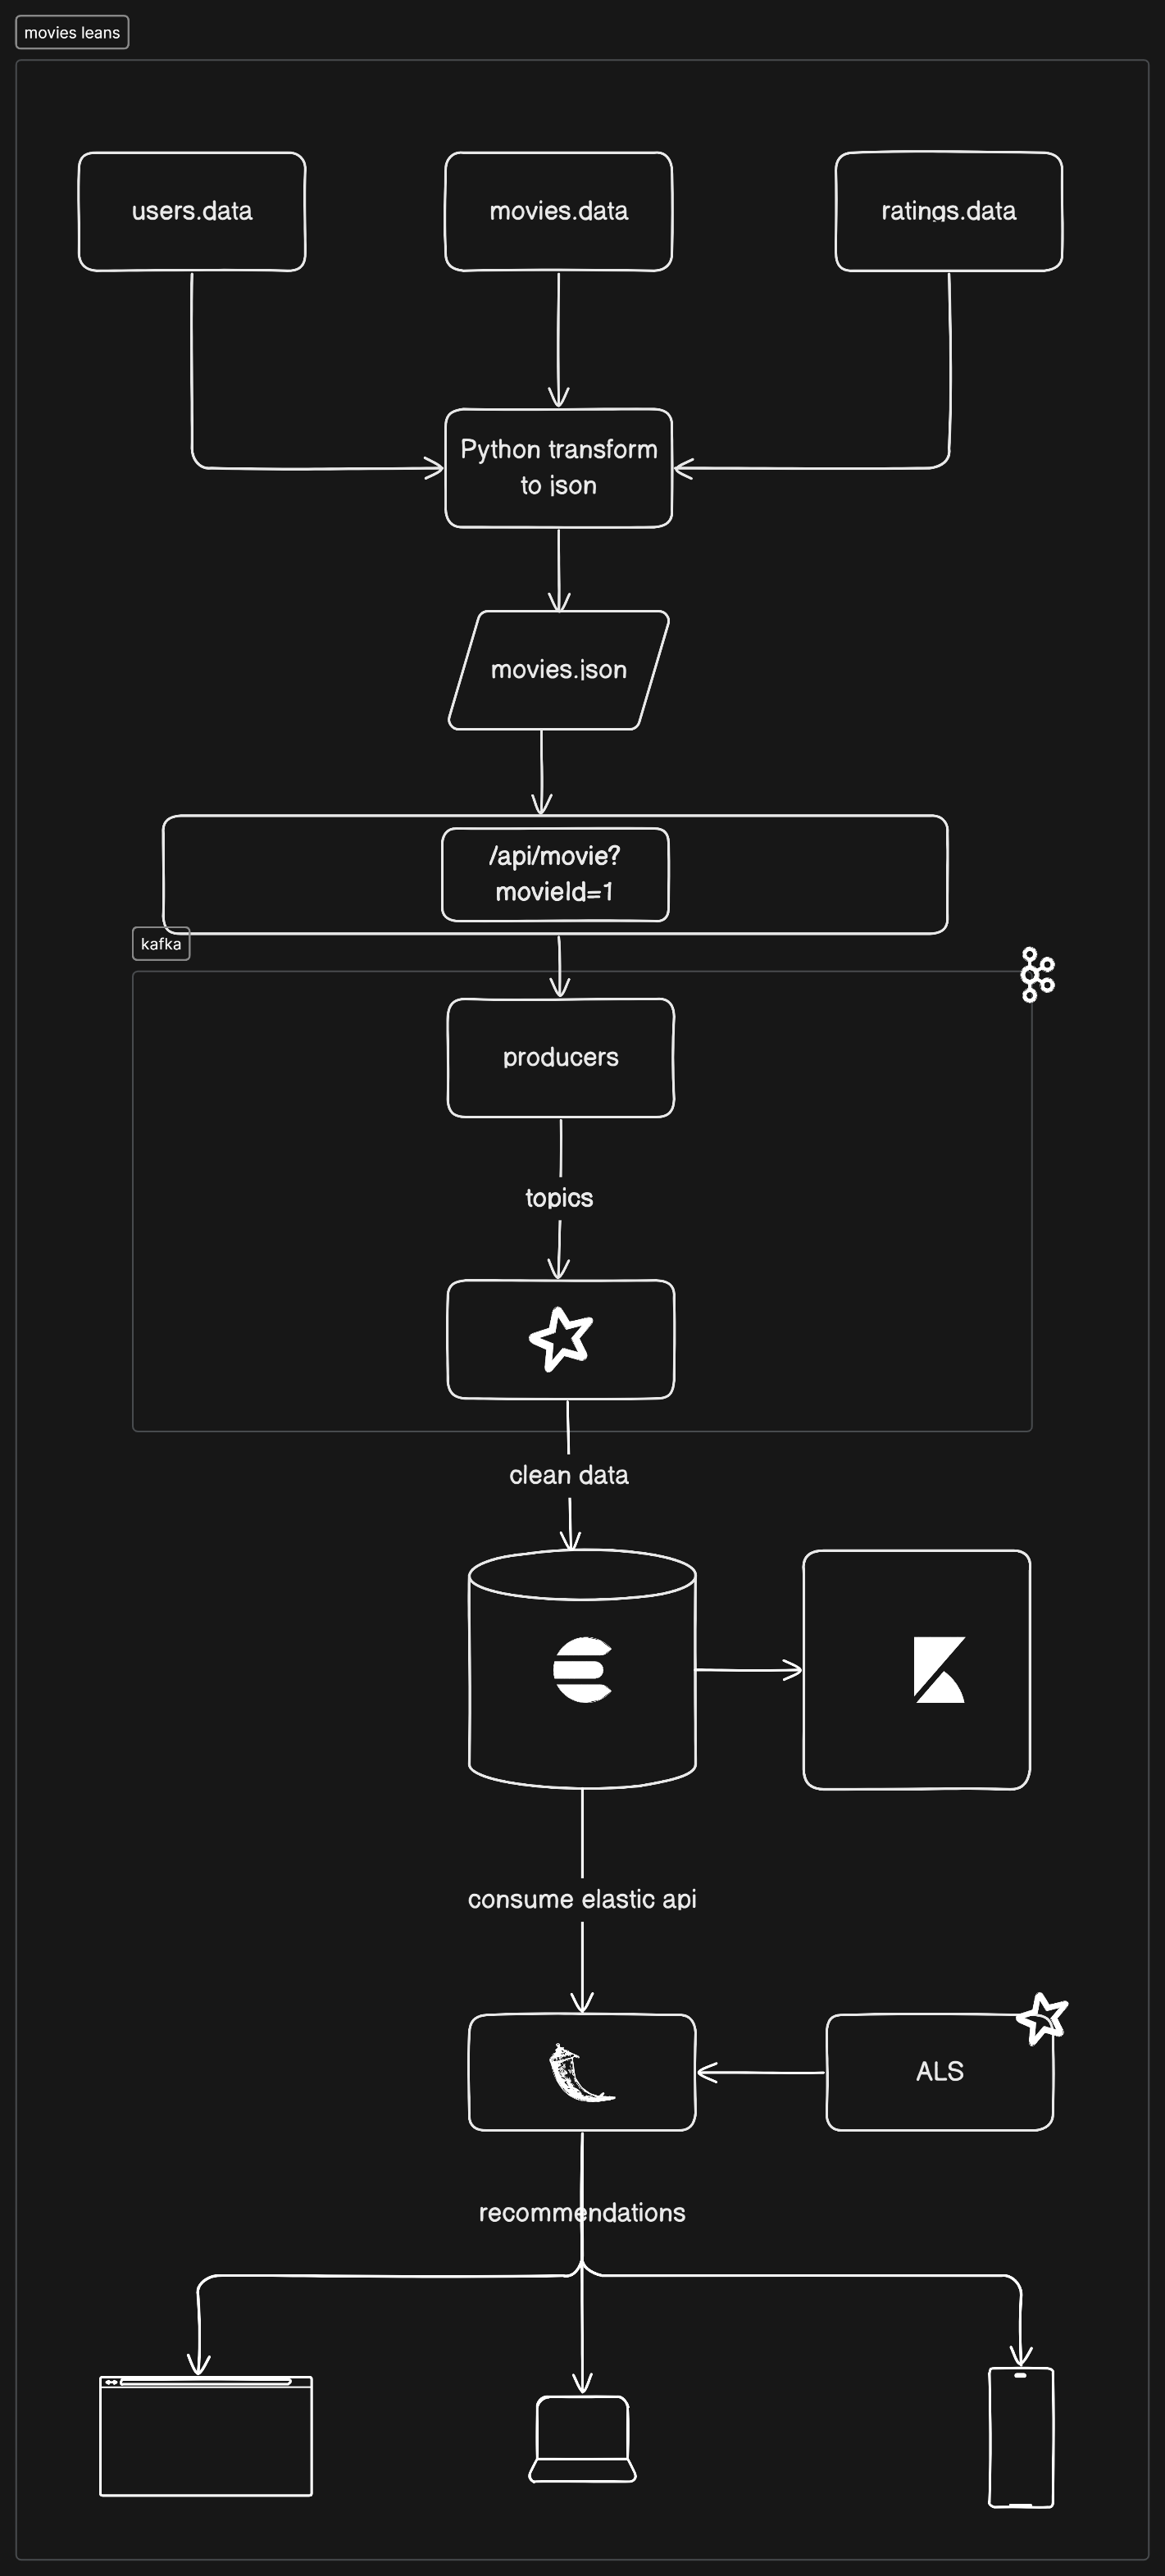 movies leans
users.data
movies.data
ratings.data
Python transform
to json
movies.json
/api/movie?
movieId=1
kafka
producers
topics
clean data
consume elastic api
ALS
recommendations